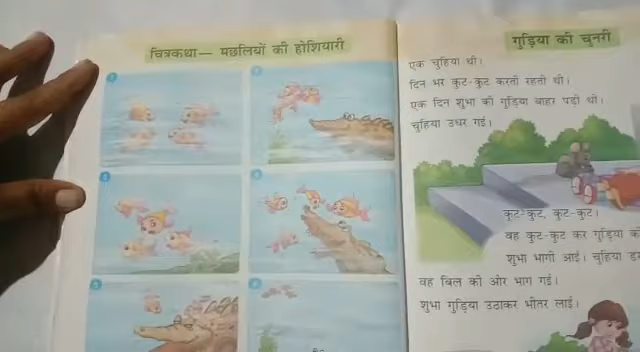 चित्रकथा— मछलियों की होशियारी
गुड़िया की चुनरी
एक चुहिया थी।
दिन भर कुट-कुट करती रहती थी।
एक दिन शुभा की गुड़िया बाहर पड़ी थी।
चुहिया उधर गई।
कुट-कुट, कुट-कुट।
वह कुट-कुट कर गुड़िया
शुभा भागी आई। चुहिया
वह बिल की ओर भाग गई।
शुभा गुड़िया उठाकर भीतर लाई।